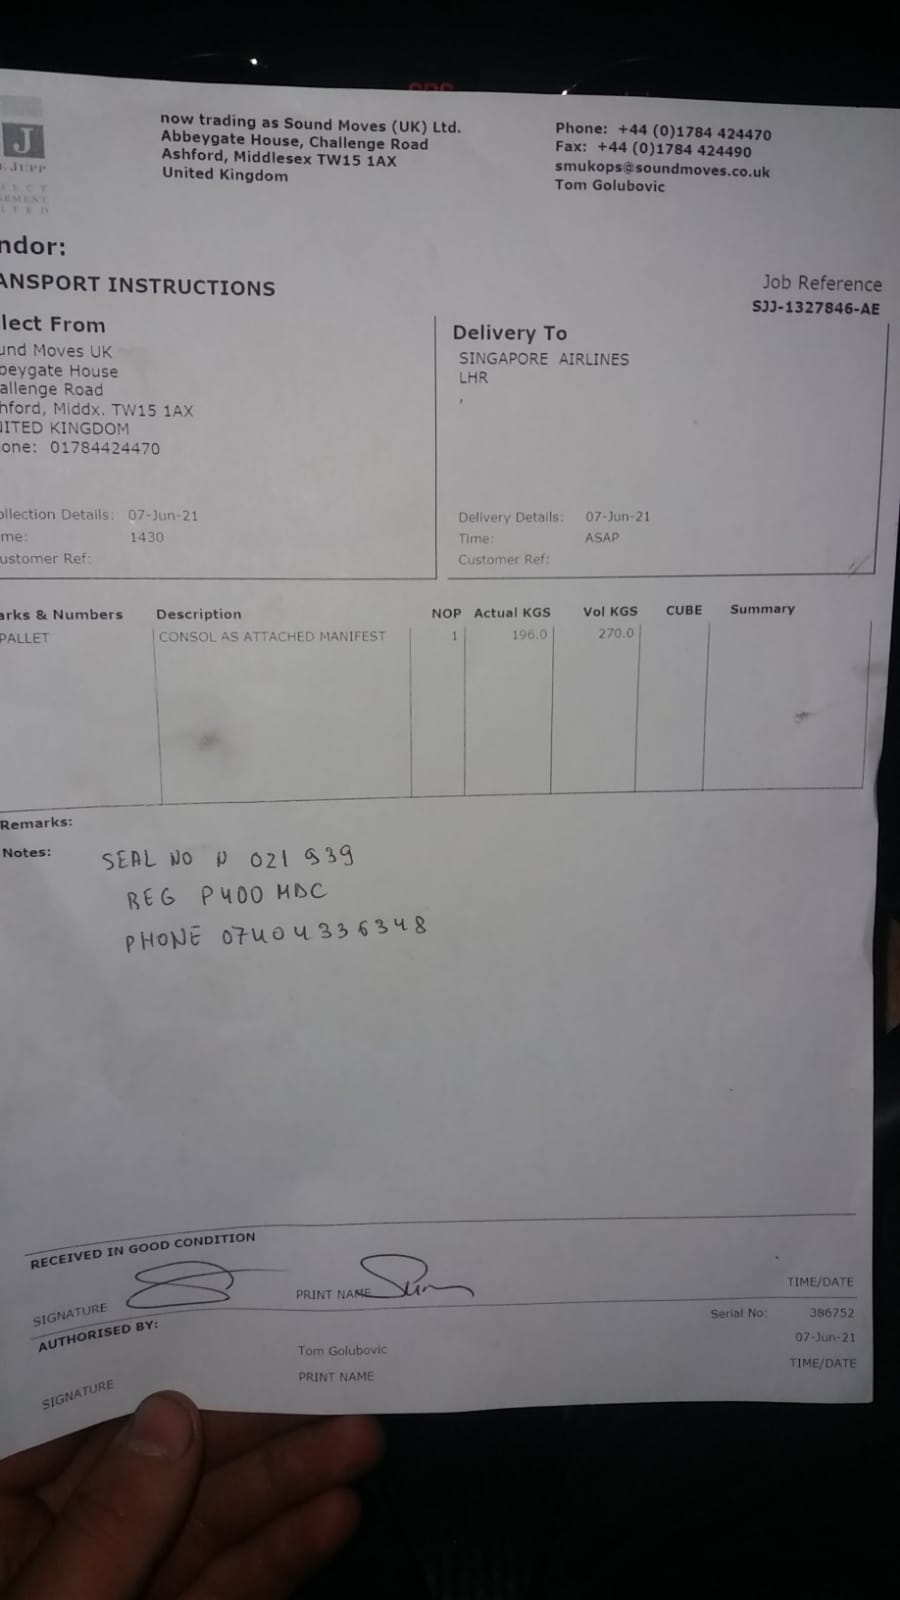 J
now trading as Sound Moves (UK) Ltd.
Abbeygate House, Challenge Road
Ashford, Middlesex TW15 1AX
United Kingdom
Phone: +44 (0)1784 424470
Fax: +44 (0)1784 424490
smukops@soundmoves.co.uk
Tom Golubovic
ndor:
ANSPORT INSTRUCTIONS
Job Reference
SJJ-1327846-AE
lect From
und Moves UK
beygate House
allenge Road
hford, Middx. TW15 1AX
NITED KINGDOM
one: 01784424470
ollection Details: 07-Jun-21
me: 1430
ustomer Ref:
Delivery To
SINGAPORE AIRLINES
LHR
,
Delivery Details: 07-Jun-21
Time: ASAP
Customer Ref:
arks & Numbers Description NOP Actual KGS Vol KGS CUBE Summary
PALLET CONSOL AS ATTACHED MANIFEST 1 196.0 270.0
Remarks:
Notes:
SEAL NO N 021 939
REG P400 MDC
PHONE 07404336348
RECEIVED IN GOOD CONDITION
SIGNATURE PRINT NAME TIME/DATE
AUTHORISED BY:
Serial No: 386752
07-Jun-21
Tom Golubovic
SIGNATURE PRINT NAME TIME/DATE